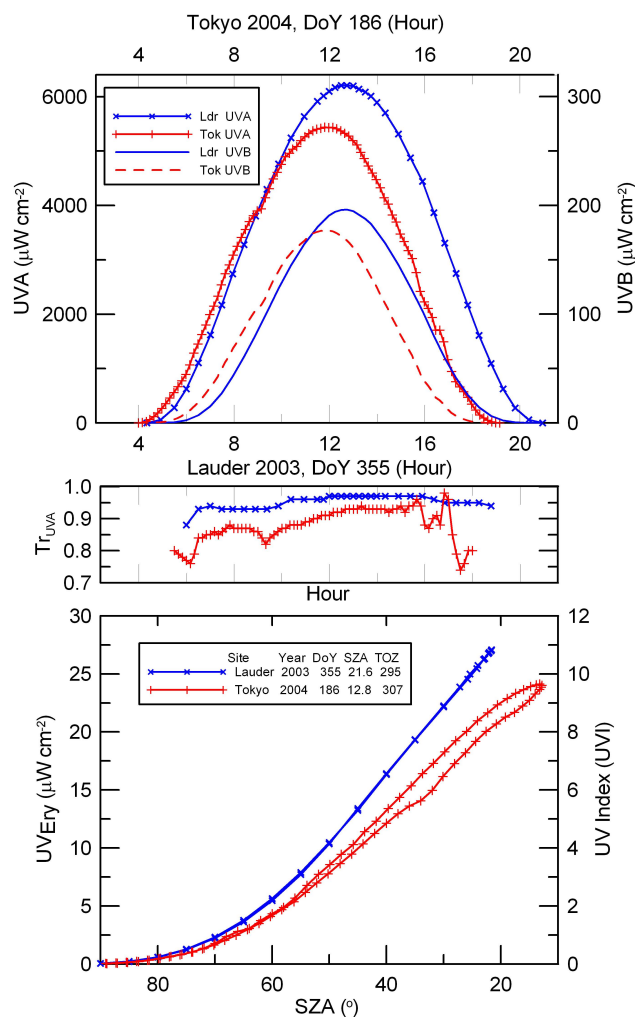 Tokyo 2004, DoY 186 (Hour)
4 8 12 16 20
6000
4000
2000
0
UVA (μW cm-2)
300
200
100
0
UVB (μW cm-2)
Ldr UVA
Tok UVA
Ldr UVB
Tok UVB
4 8 12 16 20
Lauder 2003, DoY 355 (Hour)
1.0
0.9
0.8
0.7
TrUVA
Hour
30
25
20
15
10
5
0
UVEry (μW cm-2)
12
10
8
6
4
2
0
UV Index (UVI)
Site Year DoY SZA TOZ
Lauder 2003 355 21.6 295
Tokyo 2004 186 12.8 307
80 60 40 20
SZA (o)